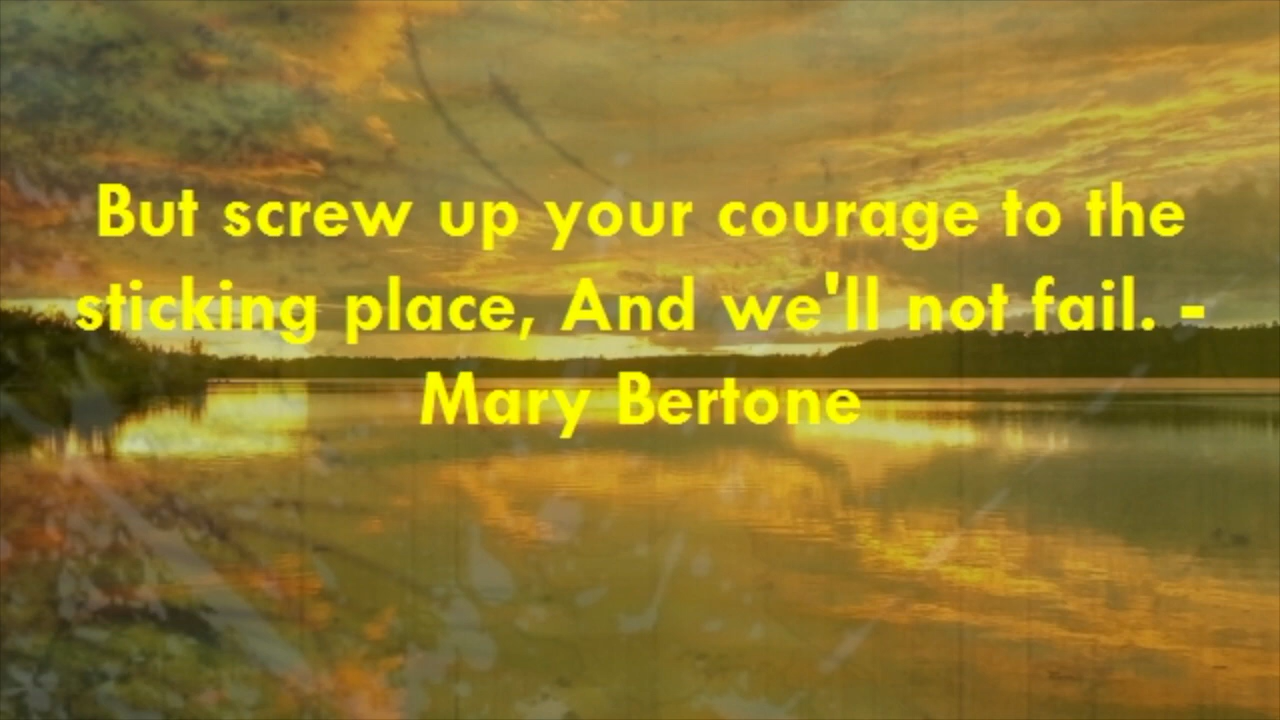 But screw up your courage to the
sticking place, And we'll not fail. -
Mary Bertone